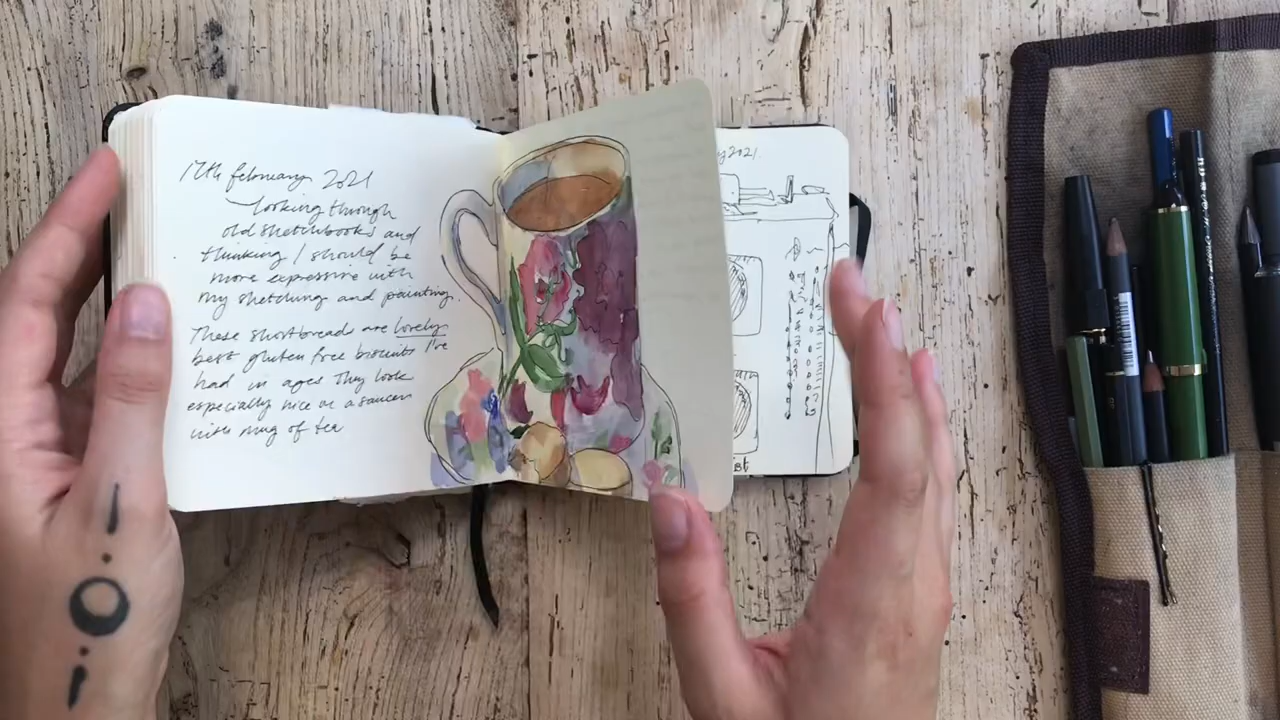 17th february 2021
looking through
old sketchbooks and
thinking I should be
more expressive with
my sketching and painting.
These shortbreads are lovely
best gluten free biscuits I've
had in ages They look
especially nice on a saucer
with mug of tea
2021